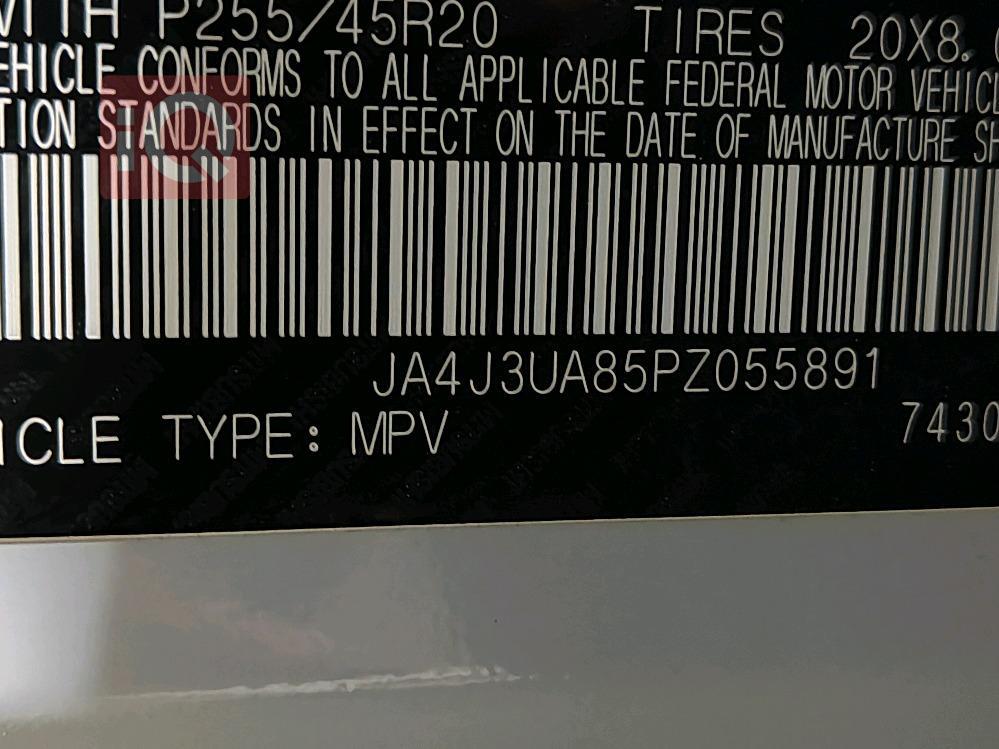 WITH P255/45R20 TIRES 20X8.
VEHICLE CONFORMS TO ALL APPLICABLE FEDERAL MOTOR VEHICL
TION STANDARDS IN EFFECT ON THE DATE OF MANUFACTURE SH
JA4J3UA85PZ055891
ICLE TYPE: MPV 7430